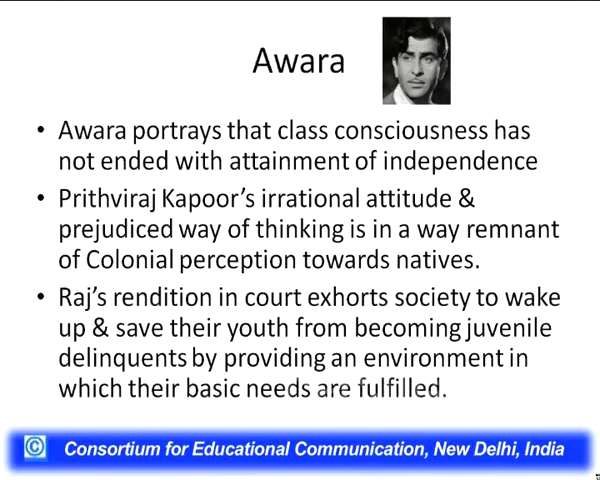 Awara
• Awara portrays that class consciousness has
not ended with attainment of independence
• Prithviraj Kapoor's irrational attitude &
prejudiced way of thinking is in a way remnant
of Colonial perception towards natives.
• Raj's rendition in court exhorts society to wake
up & save their youth from becoming juvenile
delinquents by providing an environment in
which their basic needs are fulfilled.
© Consortium for Educational Communication, New Delhi, India